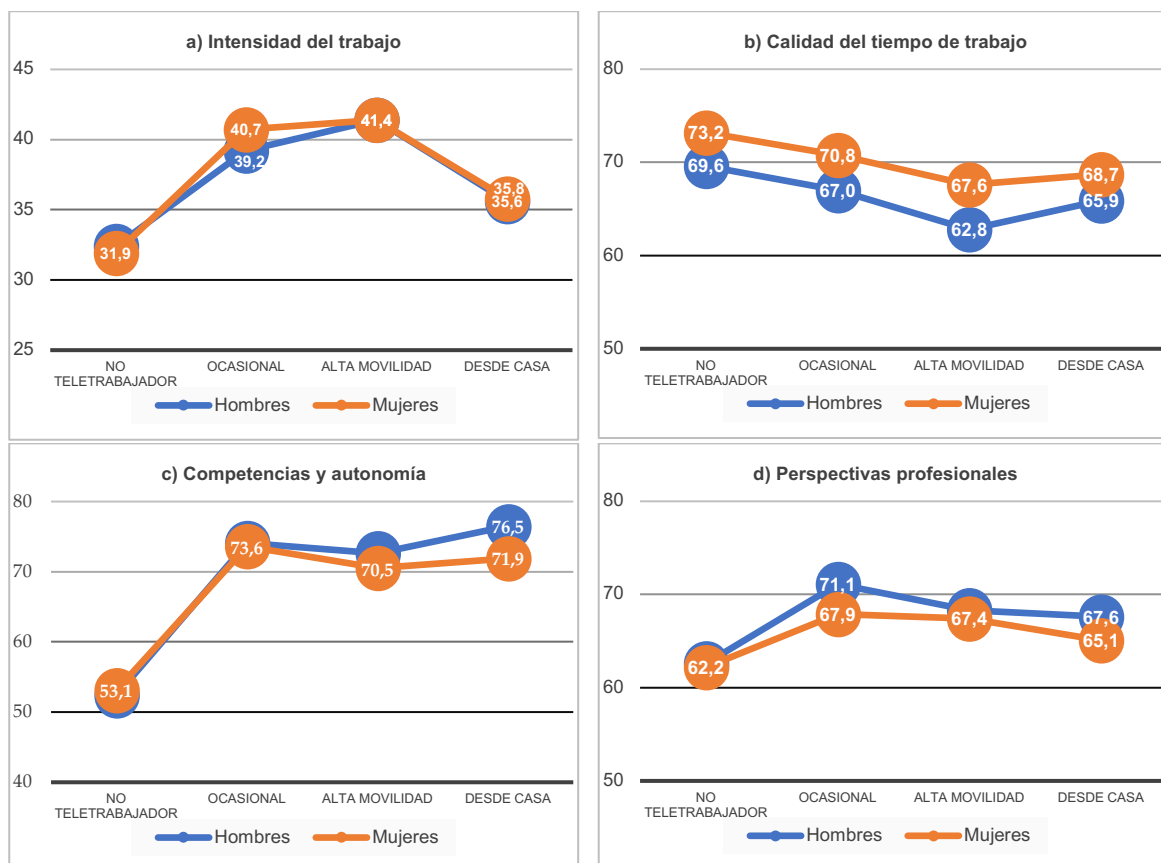 a) Intensidad del trabajo
45
40
35
30
25
40,7
39,2
41,4
35,8
35,6
31,9
NO
TELETRABAJADOR
OCASIONAL
ALTA MOVILIDAD
DESDE CASA
Hombres
Mujeres
b) Calidad del tiempo de trabajo
80
70
60
50
73,2
69,6
70,8
67,0
67,6
62,8
68,7
65,9
NO
TELETRABAJADOR
OCASIONAL
ALTA MOVILIDAD
DESDE CASA
Hombres
Mujeres
c) Competencias y autonomía
80
70
60
50
40
53,1
73,6
70,5
76,5
71,9
NO
TELETRABAJADOR
OCASIONAL
ALTA MOVILIDAD
DESDE CASA
Hombres
Mujeres
d) Perspectivas profesionales
80
70
60
50
62,2
71,1
67,9
67,4
67,6
65,1
NO
TELETRABAJADOR
OCASIONAL
ALTA MOVILIDAD
DESDE CASA
Hombres
Mujeres